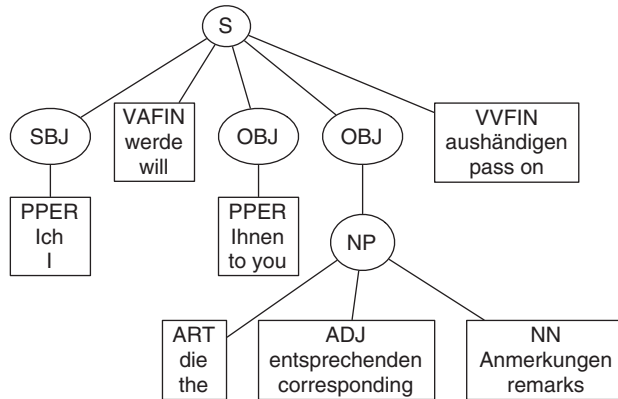 S
SBJ
VAFIN
werde
will
OBJ
OBJ
VVFIN
aushändigen
pass on
PPER
Ich
I
PPER
Ihnen
to you
NP
ART
die
the
ADJ
entsprechenden
corresponding
NN
Anmerkungen
remarks